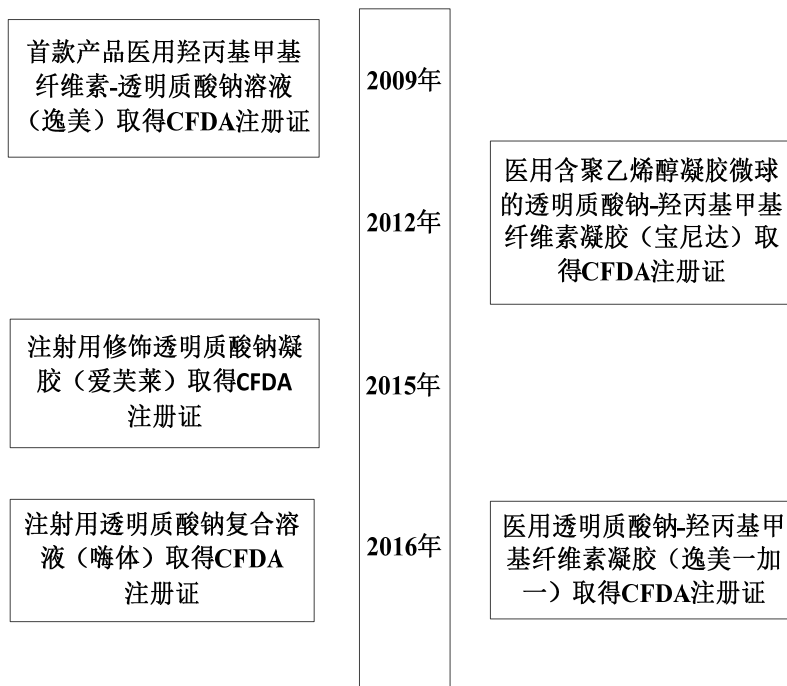 首款产品医用羟丙基甲基
纤维素-透明质酸钠溶液
（逸美）取得CFDA注册证
2009年
医用含聚乙烯醇凝胶微球
的透明质酸钠-羟丙基甲基
纤维素凝胶（宝尼达）取
得CFDA注册证
2012年
注射用修饰透明质酸钠凝
胶（爱芙莱）取得CFDA
注册证
2015年
注射用透明质酸钠复合溶
液（嗨体）取得CFDA
注册证
2016年
医用透明质酸钠-羟丙基甲
基纤维素凝胶（逸美一加
一）取得CFDA注册证